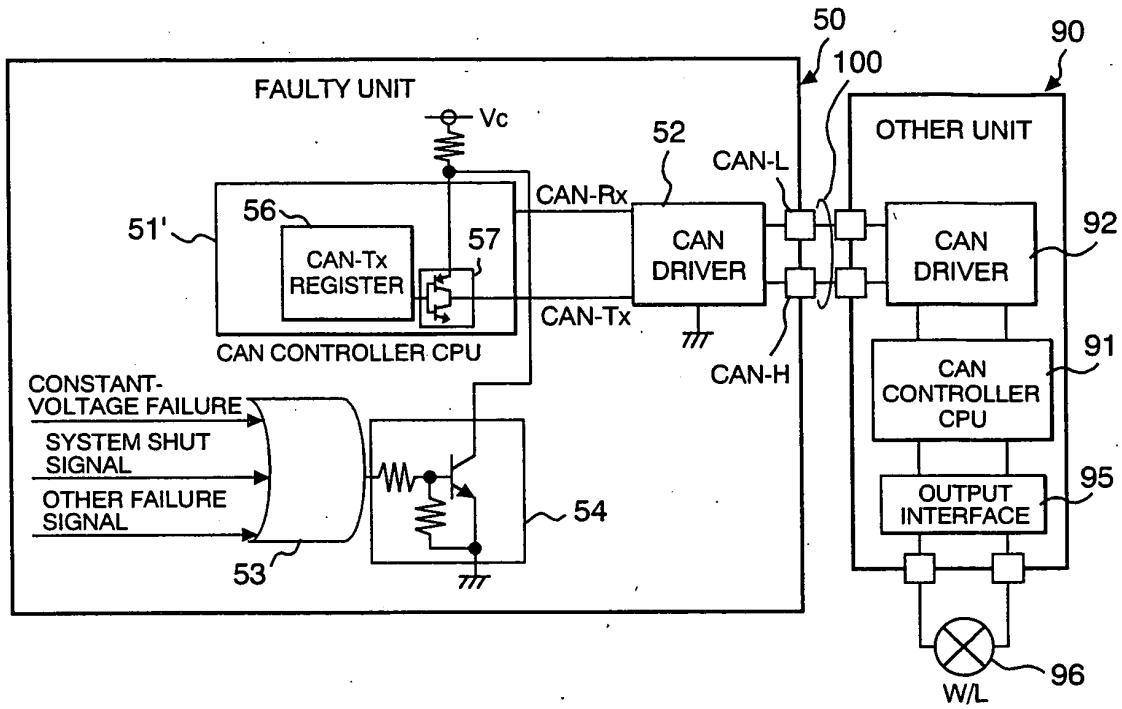 50
90
100
FAULTY UNIT
OTHER UNIT
Vc
52
CAN-L
CAN-Rx
51'
56
CAN-Tx
REGISTER
57
CAN
DRIVER
CAN
DRIVER
92
CAN-Tx
CAN CONTROLLER CPU
CAN-H
CAN
CONTROLLER
CPU
91
CONSTANT-
VOLTAGE FAILURE
SYSTEM SHUT
SIGNAL
OTHER FAILURE
SIGNAL
53
54
OUTPUT
INTERFACE
95
96
W/L